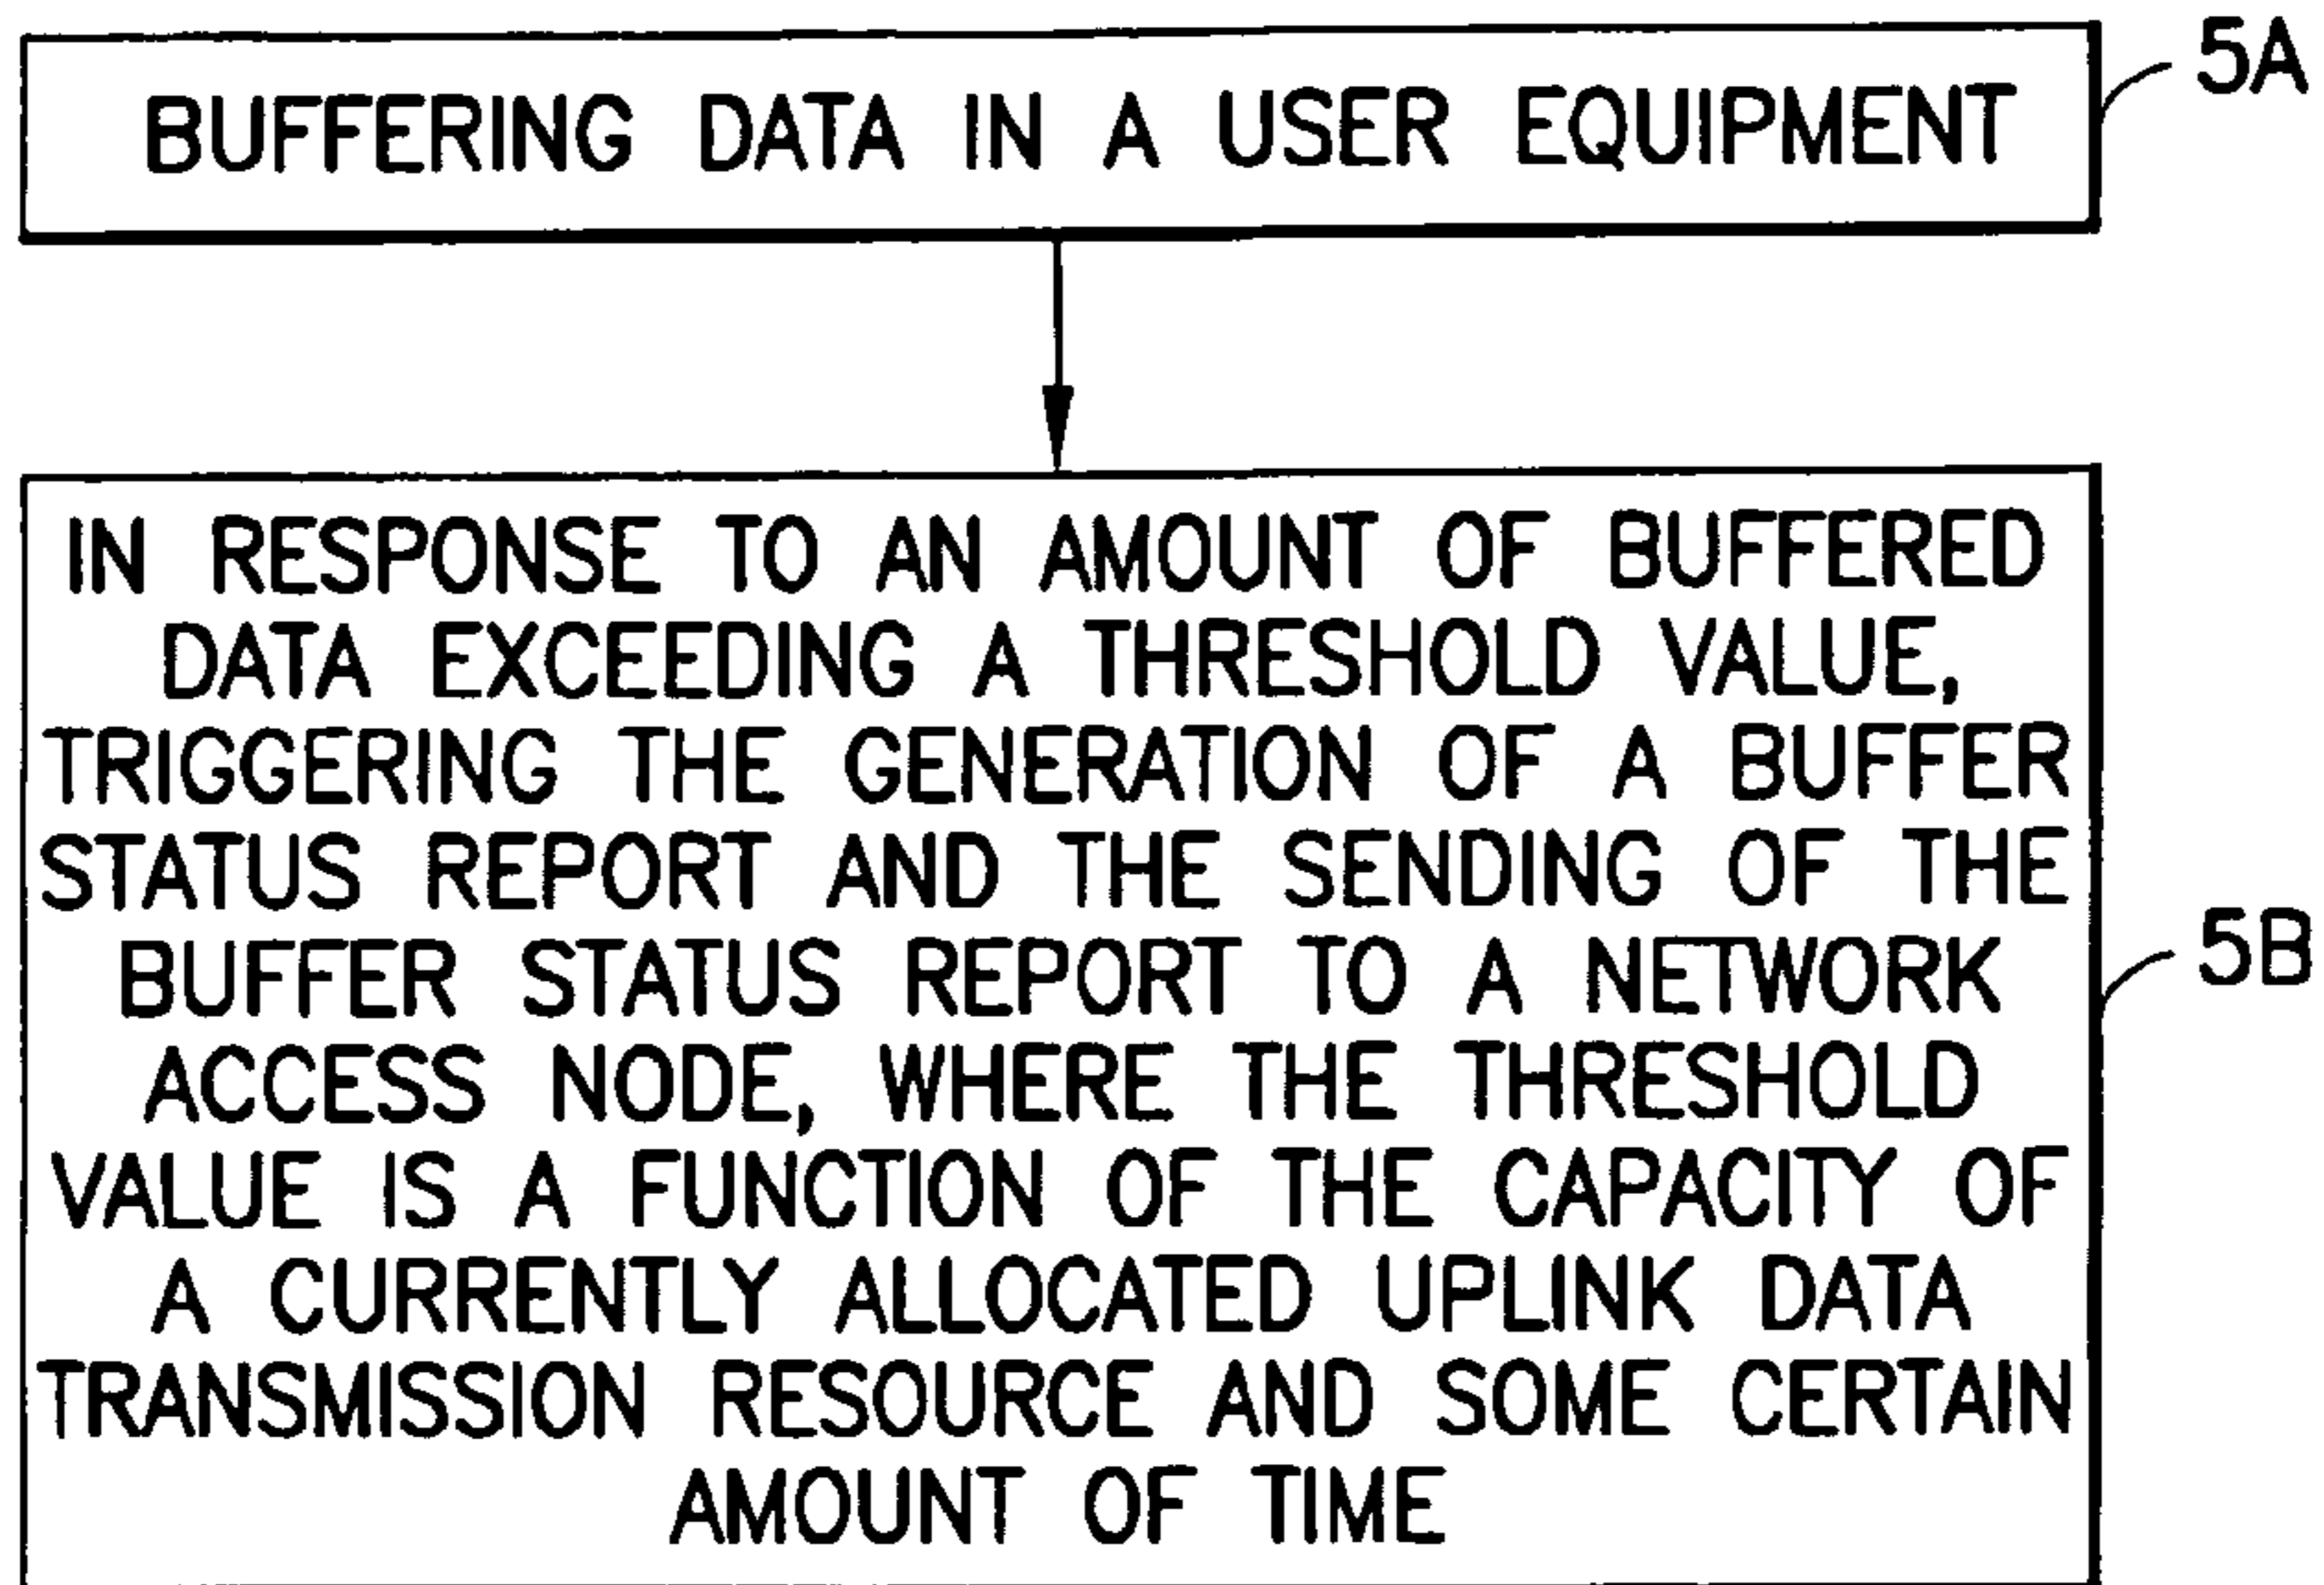 BUFFERING DATA IN A USER EQUIPMENT
5A
IN RESPONSE TO AN AMOUNT OF BUFFERED
DATA EXCEEDING A THRESHOLD VALUE,
TRIGGERING THE GENERATION OF A BUFFER
STATUS REPORT AND THE SENDING OF THE
BUFFER STATUS REPORT TO A NETWORK
ACCESS NODE, WHERE THE THRESHOLD
VALUE IS A FUNCTION OF THE CAPACITY OF
A CURRENTLY ALLOCATED UPLINK DATA
TRANSMISSION RESOURCE AND SOME CERTAIN
AMOUNT OF TIME
5B